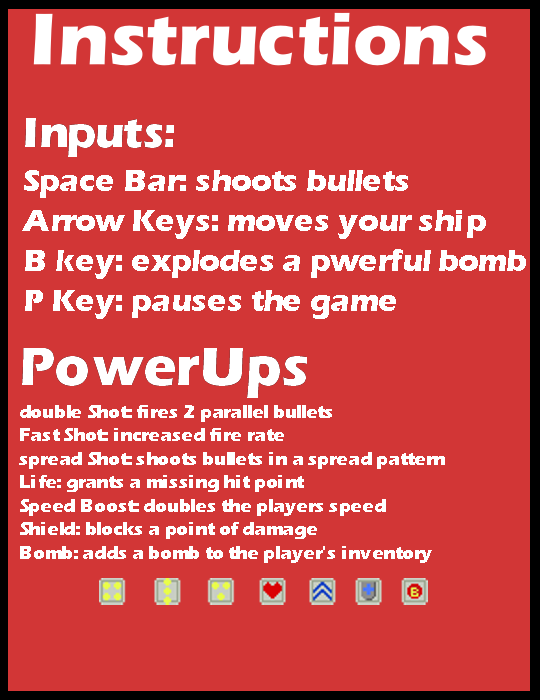 Instructions
Inputs:
Space Bar: shoots bullets
Arrow Keys: moves your ship
B key: explodes a pwerful bomb
P Key: pauses the game
PowerUps
double Shot: fires 2 parallel bullets
Fast Shot: increased fire rate
spread Shot: shoots bullets in a spread pattern
Life: grants a missing hit point
Speed Boost: doubles the players speed
Shield: blocks a point of damage
Bomb: adds a bomb to the player's inventory
B